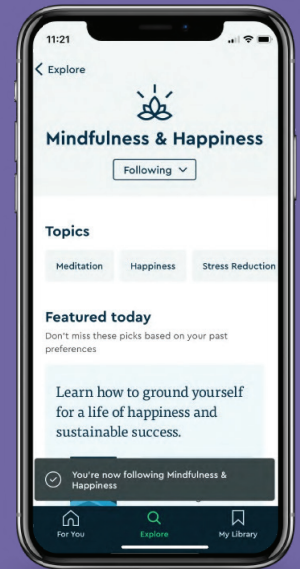 11:21
Explore
Mindfulness & Happiness
Following
Topics
Meditation Happiness Stress Reduction
Featured today
Don't miss these picks based on your past
preferences
Learn how to ground yourself
for a life of happiness and
sustainable success.
You're now following Mindfulness &
Happiness
For You Explore My Library